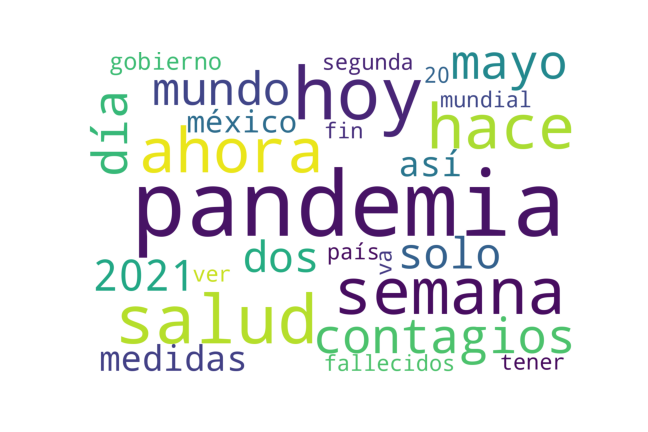 gobierno
segunda
20
mayo
mundo
hoy
mundial
día
méxico
fin
hace
ahora
así
pandemia
dos
país
va
solo
2021
ver
semana
salud
contagios
medidas
fallecidos
tener